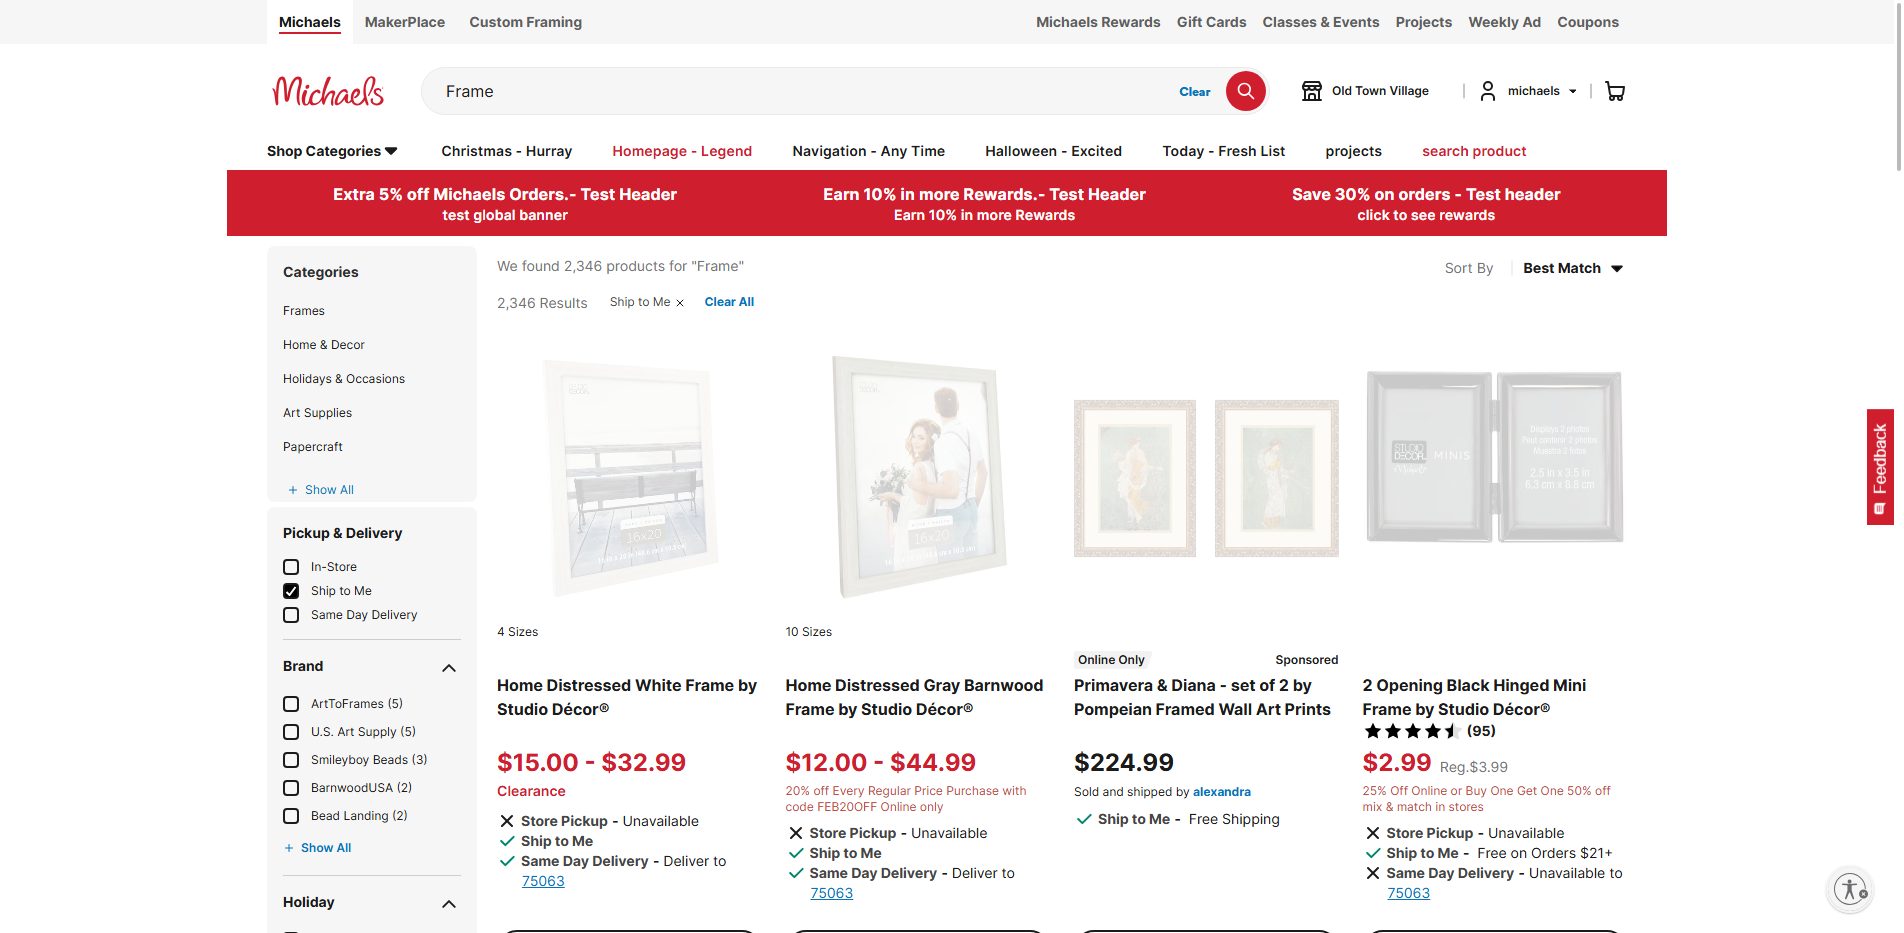 Michaels
MakerPlace
Custom Framing
Michaels Rewards
Gift Cards
Classes & Events
Projects
Weekly Ad
Coupons
Michaels
Frame
Clear
Old Town Village
michaels
Shop Categories
Christmas - Hurray
Homepage - Legend
Navigation - Any Time
Halloween - Excited
Today - Fresh List
projects
search product
Extra 5% off Michaels Orders.- Test Header
test global banner
Earn 10% in more Rewards.- Test Header
Earn 10% in more Rewards
Save 30% on orders - Test header
click to see rewards
Categories
Frames
Home & Decor
Holidays & Occasions
Art Supplies
Papercraft
+ Show All
Pickup & Delivery
In-Store
Ship to Me
Same Day Delivery
Brand
ArtToFrames (5)
U.S. Art Supply (5)
Smileyboy Beads (3)
BarnwoodUSA (2)
Bead Landing (2)
+ Show All
Holiday
We found 2,346 products for "Frame"
Sort By
Best Match
2,346 Results
Ship to Me
Clear All
16x20
4 Sizes
Home Distressed White Frame by
Studio Décor®
$15.00 - $32.99
Clearance
Store Pickup - Unavailable
Ship to Me
Same Day Delivery - Deliver to
75063
16x20
10 Sizes
Home Distressed Gray Barnwood
Frame by Studio Décor®
$12.00 - $44.99
20% off Every Regular Price Purchase with
code FEB20OFF Online only
Store Pickup - Unavailable
Ship to Me
Same Day Delivery - Deliver to
75063
Online Only
Sponsored
Primavera & Diana - set of 2 by
Pompeian Framed Wall Art Prints
$224.99
Sold and shipped by alexandra
Ship to Me - Free Shipping
STUDIO
DECOR
MINIS
Michaels
Displays 2 photos
Peut contenir 2 photos
Muestra 2 fotos
2.5 in x 3.5 in
6.3 cm x 8.8 cm
2 Opening Black Hinged Mini
Frame by Studio Décor®
(95)
$2.99 Reg.$3.99
25% Off Online or Buy One Get One 50% off
mix & match in stores
Store Pickup - Unavailable
Ship to Me - Free on Orders $21+
Same Day Delivery - Unavailable to
75063
Feedback